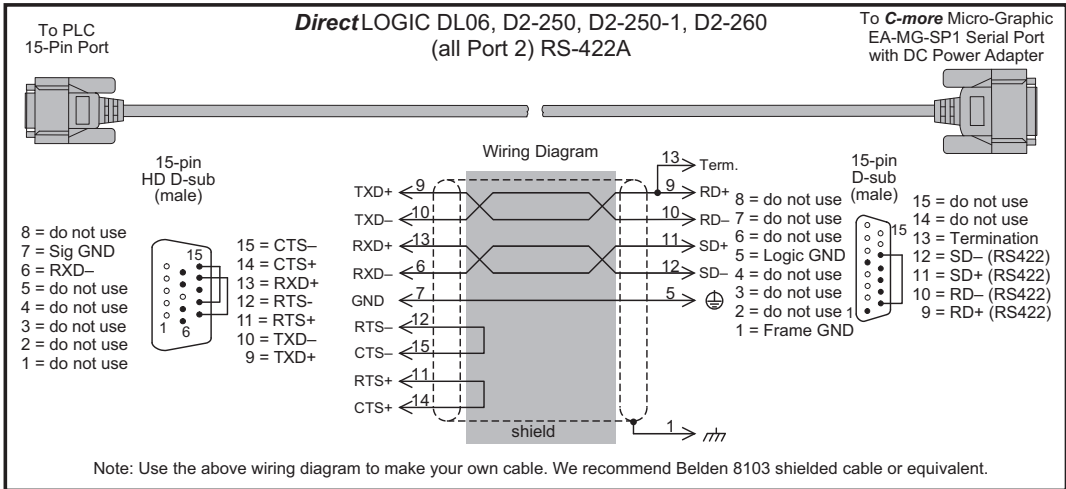 DirectLOGIC DL06, D2-250, D2-250-1, D2-260
(all Port 2) RS-422A
To PLC
15-Pin Port
To C-more Micro-Graphic
EA-MG-SP1 Serial Port
with DC Power Adapter
15-pin
HD D-sub
(male)
8 = do not use
7 = Sig GND
6 = RXD–
5 = do not use
4 = do not use
3 = do not use
2 = do not use
1 = do not use
15
1
6
15 = CTS–
14 = CTS+
13 = RXD+
12 = RTS-
11 = RTS+
10 = TXD–
9 = TXD+
Wiring Diagram
13 Term.
TXD+ 9 9 RD+
TXD– 10 10 RD–
RXD+ 13 11 SD+
RXD– 6 12 SD–
GND 7 5
RTS– 12
CTS– 15
RTS+ 11
CTS+ 14
shield
1
15-pin
D-sub
(male)
8 = do not use
7 = do not use
6 = do not use
5 = Logic GND
4 = do not use
3 = do not use
2 = do not use
1 = Frame GND
15
1
15 = do not use
14 = do not use
13 = Termination
12 = SD– (RS422)
11 = SD+ (RS422)
10 = RD– (RS422)
9 = RD+ (RS422)
Note: Use the above wiring diagram to make your own cable. We recommend Belden 8103 shielded cable or equivalent.